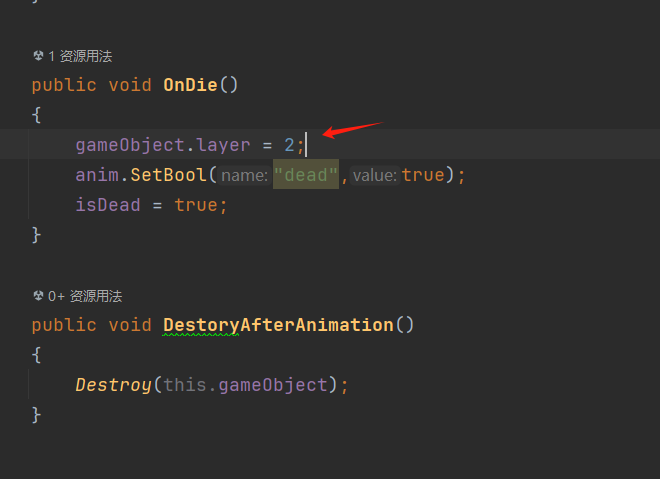 1 资源用法
public void OnDie()
{
gameObject.layer = 2;
anim.SetBool(name:"dead",value:true);
isDead = true;
}
0+ 资源用法
public void DestoryAfterAnimation()
{
Destroy(this.gameObject);
}